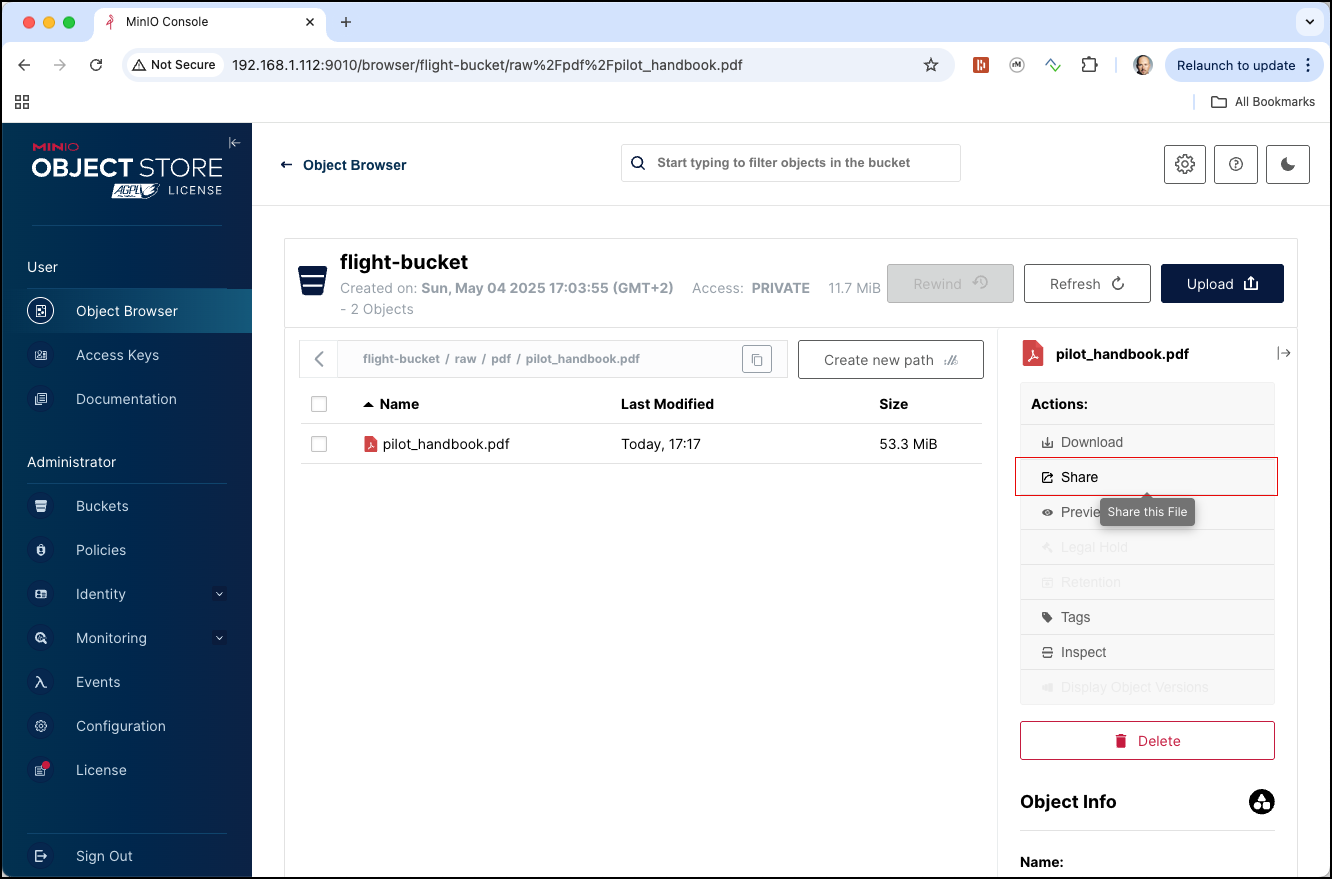 MinIO Console
Not Secure
192.168.1.112:9010/browser/flight-bucket/raw%2Fpdf%2Fpilot_handbook.pdf
rM
Relaunch to update
All Bookmarks
MINIO
OBJECT STORE
AGPL LICENSE
Object Browser
Start typing to filter objects in the bucket
User
Object Browser
Access Keys
Documentation
Administrator
Buckets
Policies
Identity
Monitoring
Events
Configuration
License
Sign Out
flight-bucket
Created on: Sun, May 04 2025 17:03:55 (GMT+2) Access: PRIVATE 11.7 MiB
- 2 Objects
Rewind
Refresh
Upload
flight-bucket / raw / pdf / pilot_handbook.pdf
Create new path
Name Last Modified Size
pilot_handbook.pdf Today, 17:17 53.3 MiB
pilot_handbook.pdf
Actions:
Download
Share
Previe
Share this File
Legal Hold
Retention
Tags
Inspect
Display Object Versions
Delete
Object Info
Name: